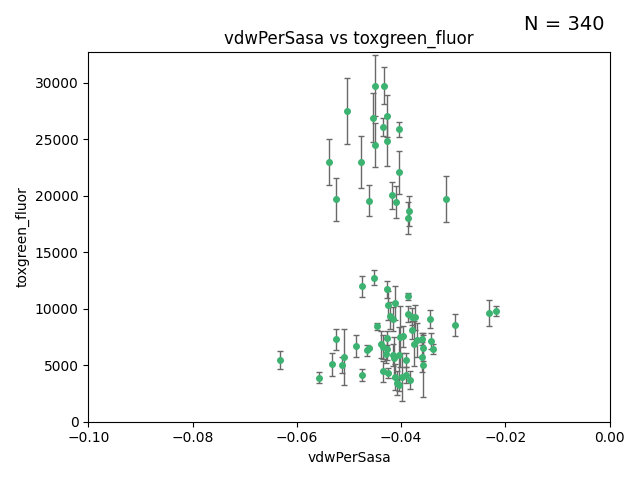 N = 340
vdwPerSasa vs toxgreen_fluor
30000
25000
20000
15000
10000
5000
0
toxgreen_fluor
−0.10 −0.08 −0.06 −0.04 −0.02 0.00
vdwPerSasa